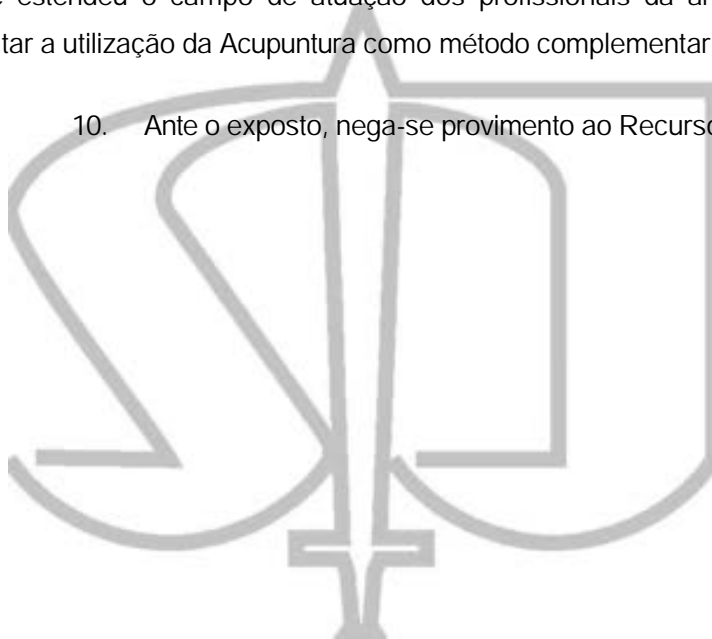 estendeu o campo de atuação dos profissionais da
tar a utilização da Acupuntura como método complementar
10. Ante o exposto, nega-se provimento ao Recurso